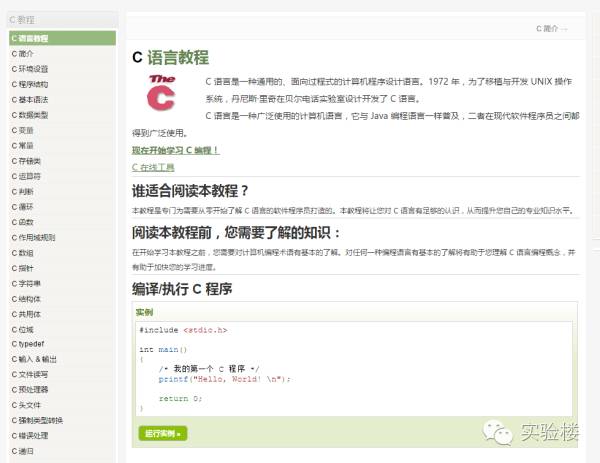 C 教程
C 语言教程
C 简介
C 环境设置
C 程序结构
C 基本语法
C 数据类型
C 变量
C 常量
C 存储类
C 运算符
C 判断
C 循环
C 函数
C 作用域规则
C 数组
C 指针
C 字符串
C 结构体
C 共用体
C 位域
C typedef
C 输入 & 输出
C 文件读写
C 预处理器
C 头文件
C 强制类型转换
C 错误处理
C 递归
C 简介 →
C 语言教程
The
C
C 语言是一种通用的、面向过程式的计算机程序设计语言。1972 年，为了移植与开发 UNIX 操作
系统，丹尼斯·里奇在贝尔电话实验室设计开发了 C 语言。
C 语言是一种广泛使用的计算机语言，它与 Java 编程语言一样普及，二者在现代软件程序员之间都
得到广泛使用。
现在开始学习 C 编程！
C 在线工具
谁适合阅读本教程？
本教程是专门为需要从零开始了解 C 语言的软件程序员打造的。本教程将让您对 C 语言有足够的认识，从而提升您自己的专业知识水平。
阅读本教程前，您需要了解的知识：
在开始学习本教程之前，您需要对计算机编程术语有基本的了解。对任何一种编程语言有基本的了解将有助于您理解 C 语言编程概念，并
有助于加快您的学习进度。
编译/执行 C 程序
实例
#include <stdio.h>
int main()
{
/* 我的第一个 C 程序 */
printf("Hello, World! \n");
return 0;
}
运行实例 »
实验楼